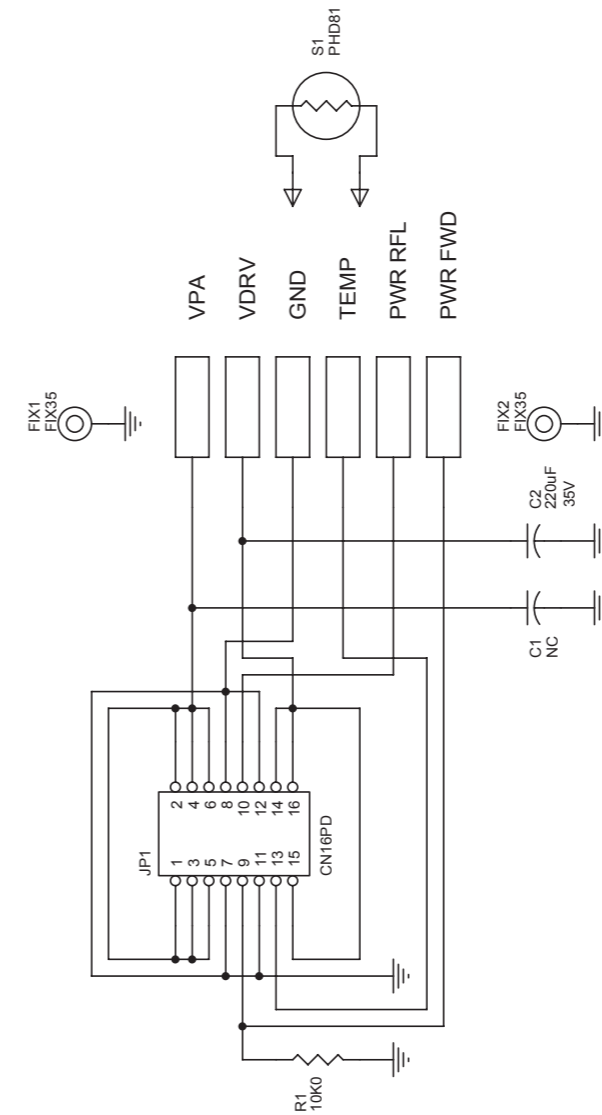 S1
PHD81
VPA
VDRV
GND
TEMP
PWR RFL
PWR FWD
FIX1
FIX35
FIX2
FIX35
C2
220uF
35V
C1
NC
JP1
1
3
5
7
9
11
13
15
2
4
6
8
10
12
14
16
CN16PD
R1
10K0